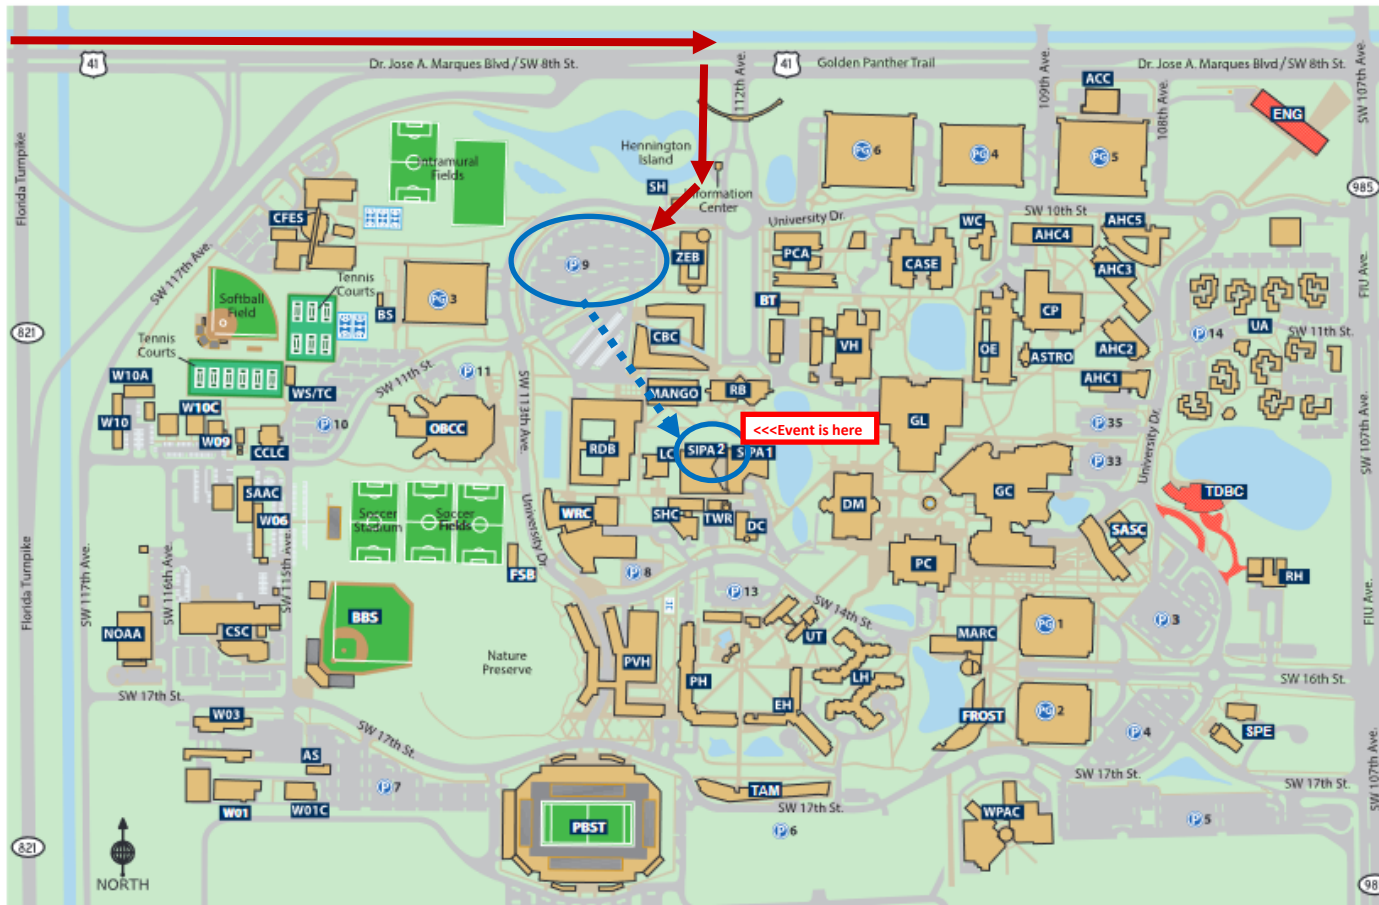 41
Dr. Jose A. Marques Blvd / SW 8th St.
112th Ave.
41
Golden Panther Trail
109th Ave.
Dr. Jose A. Marques Blvd / SW 8th St.
SW 107th Ave.
ACC
108th Ave.
ENG
Florida Turnpike
Intramural
Fields
Hennington
Island
SH
Information
Center
PG 6
PG 4
PG 5
985
CFES
University Dr.
WC
SW 10th St
AHC5
AHC4
SW 117th Ave.
P 9
ZEB
PCA
CASE
AHC3
FIU Ave.
Softball
Field
Tennis
Courts
BS
PG 3
BT
CP
UA
SW 11th St.
821
Tennis
Courts
CBC
VH
OE
ASTRO
AHC2
P 14
W10A
WS/TC
SW 11th St.
P 11
SW 113th Ave.
MANGO
RB
AHC1
W10
W10C
W09
P 10
OBCC
<<<Event is here
GL
P 35
University Dr.
SW 107th Ave.
CCLC
RDB
LC
SIPA 2
SIPA 1
P 33
SAAC
W06
Soccer
Stadium
Soccer
Fields
University Dr.
WRC
SHC
TWR
DC
DM
GC
TDBC
SASC
Florida Turnpike
SW 117th Ave.
SW 116th Ave.
SW 115th Ave.
FSB
P 8
PC
RH
P 13
SW 14th St.
NOAA
CSC
BBS
Nature
Preserve
PVH
UT
MARC
PG 1
P 3
FIU Ave.
PH
LH
SW 16th St.
SW 17th St.
W03
EH
FROST
PG 2
P 4
SPE
SW 17th St.
AS
SW 17th St.
SW 17th St.
SW 107th Ave.
W01
W01C
P 7
TAM
SW 17th St.
PBST
P 6
WPAC
P 5
821
NORTH
98